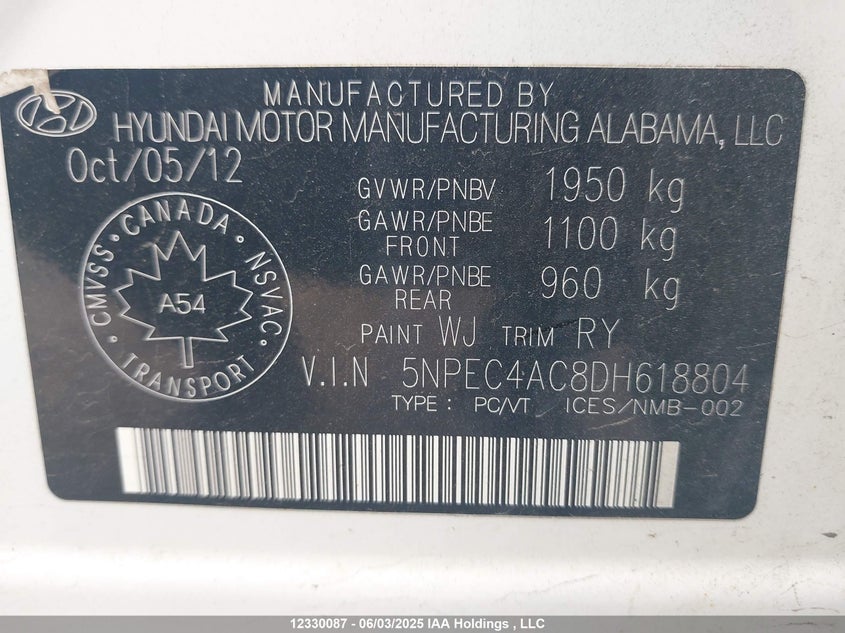 MANUFACTURED BY
HYUNDAI MOTOR MANUFACTURING ALABAMA, LLC
Oct/05/12
GVWR/PNBV 1950 kg
GAWR/PNBE FRONT 1100 kg
GAWR/PNBE REAR 960 kg
CANADA · NSVAC · TRANSPORT · CMVSS ·
A54
PAINT WJ TRIM RY
V.I.N 5NPEC4AC8DH618804
TYPE : PC/VT ICES/NMB-002
12330087 - 06/03/2025 IAA Holdings , LLC